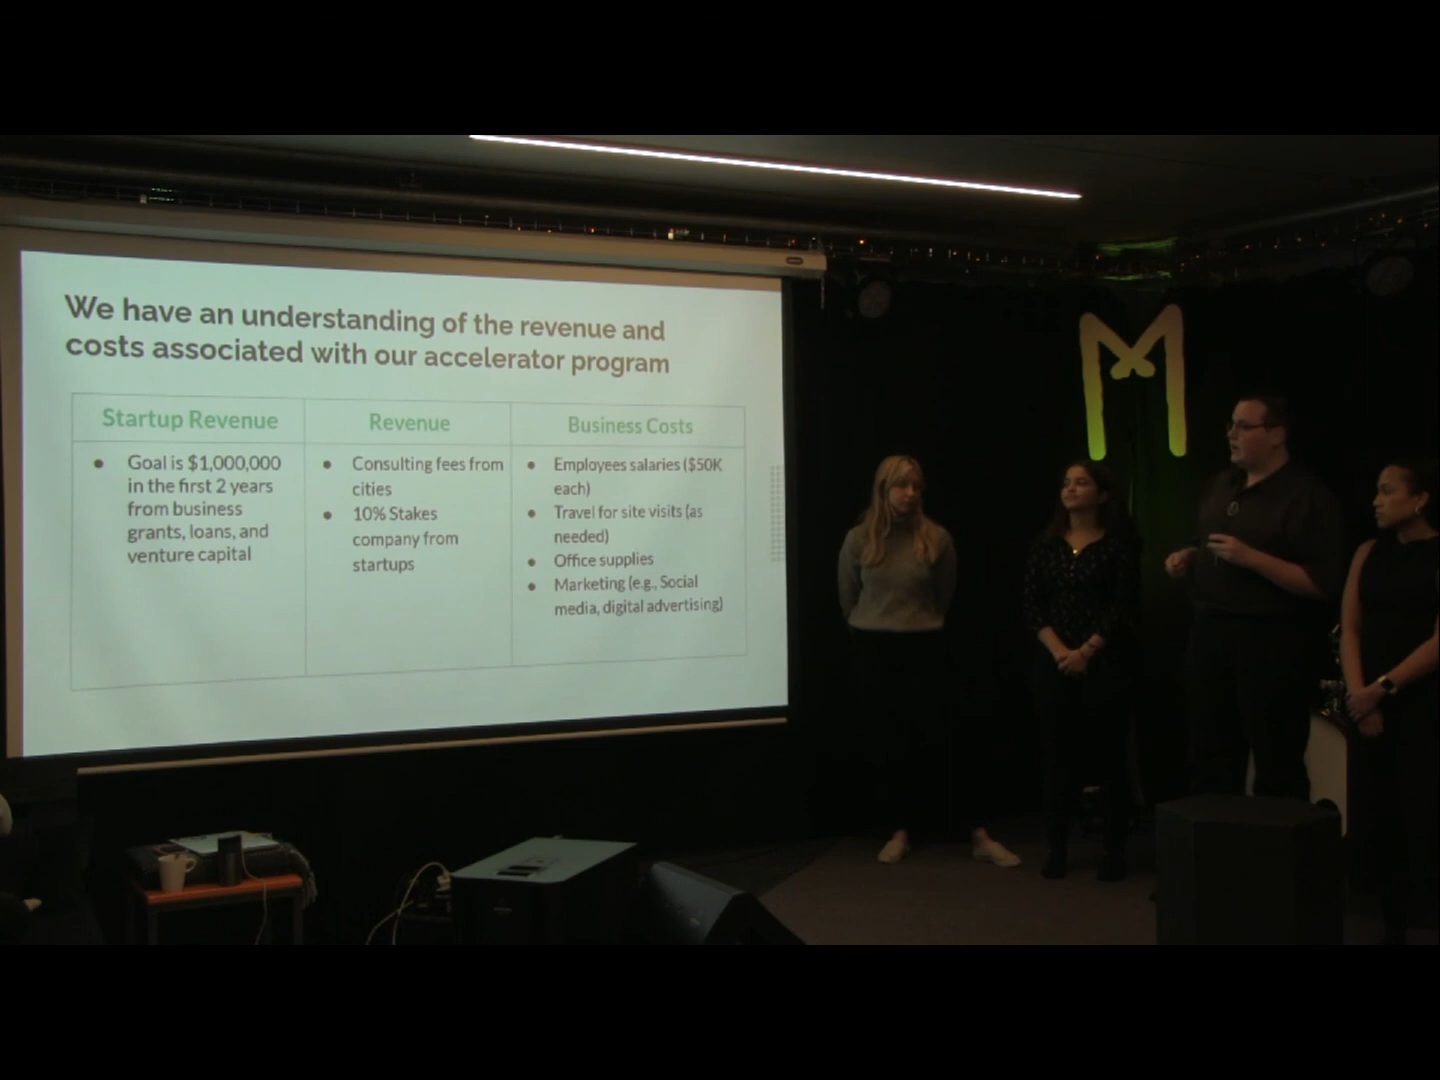 We have an understanding of the revenue and
costs associated with our accelerator program
Startup Revenue
● Goal is $1,000,000
in the first 2 years
from business
grants, loans, and
venture capital
Revenue
● Consulting fees from
cities
● 10% Stakes
company from
startups
Business Costs
● Employees salaries ($50K
each)
● Travel for site visits (as
needed)
● Office supplies
● Marketing (e.g., Social
media, digital advertising)
M